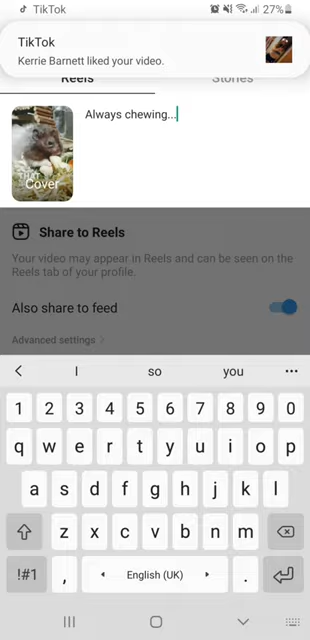 TikTok
27%
TikTok
Kerrie Barnett liked your video.
Reels
Stories
Always chewing...
Cover
Share to Reels
Your video may appear in Reels and can be seen on the
Reels tab of your profile.
Also share to feed
Advanced settings
I so you
1 2 3 4 5 6 7 8 9 0
q w e r t y u i o p
a s d f g h j k l
z x c v b n m
!#1 , English (UK) .